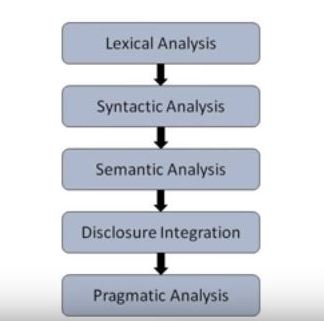 Lexical Analysis
Syntactic Analysis
Semantic Analysis
Disclosure Integration
Pragmatic Analysis